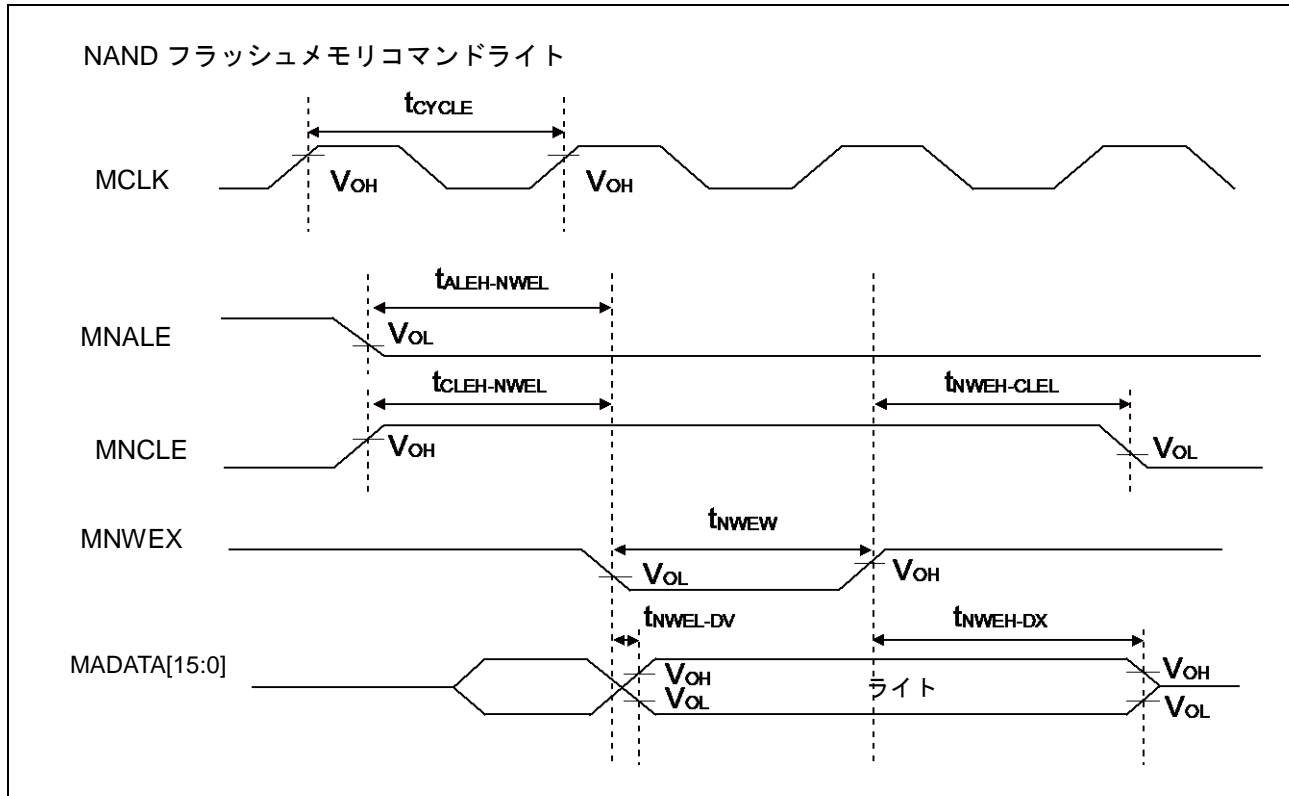 NAND フラッシュメモリコマンドライト
tCYCLE
MCLK
VOH
VOH
tALEH-NWEL
MNALE
VOL
tCLEH-NWEL
tNWEH-CLEL
MNCLE
VOH
VOL
tNWEW
MNWEX
VOL
VOH
tNWEL-DV
tNWEH-DX
MADATA[15:0]
VOH
VOL
ライト
VOH
VOL